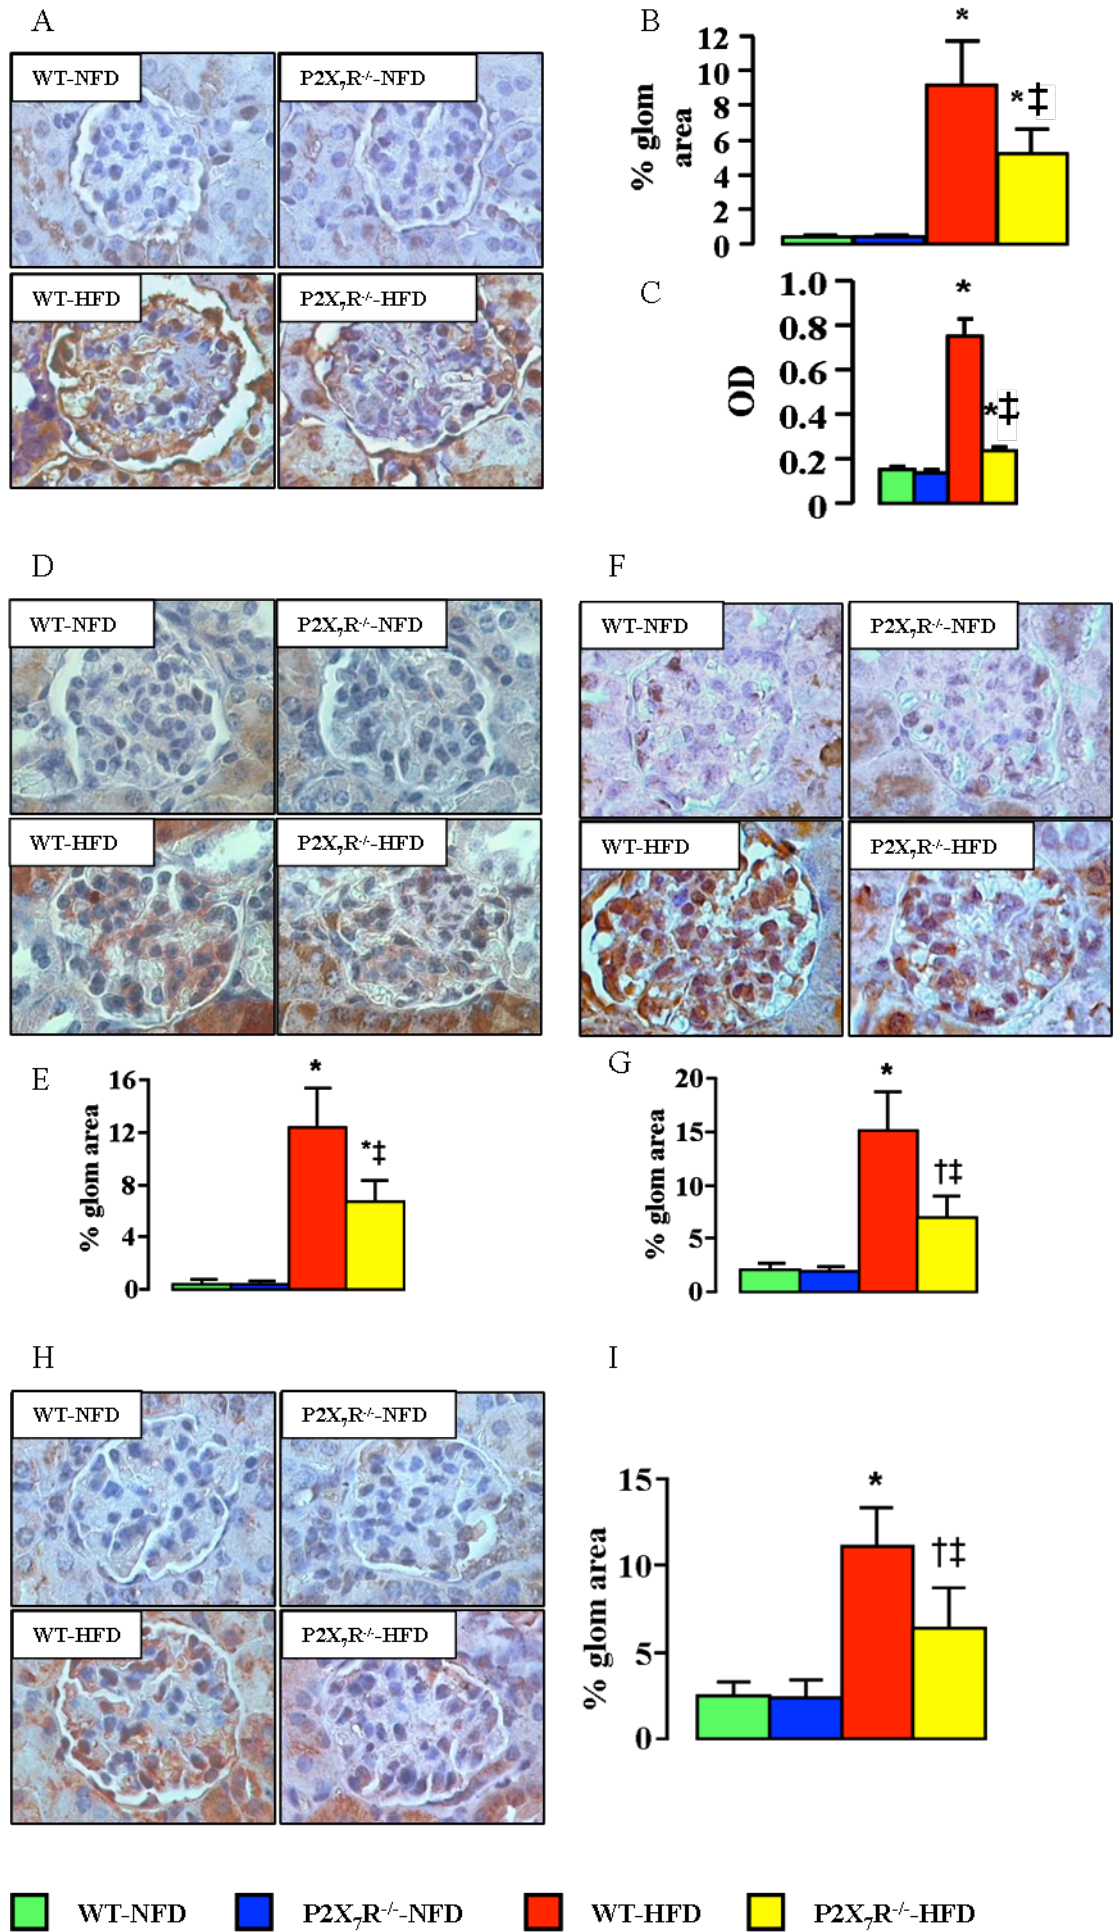 A
WT-NFD
P2X₇R⁻/⁻-NFD
WT-HFD
P2X₇R⁻/⁻-HFD
B
% glom area
12
10
8
6
4
2
0
*
*‡
C
OD
1.0
0.8
0.6
0.4
0.2
0
*
*‡
D
WT-NFD
P2X₇R⁻/⁻-NFD
WT-HFD
P2X₇R⁻/⁻-HFD
F
WT-NFD
P2X₇R⁻/⁻-NFD
WT-HFD
P2X₇R⁻/⁻-HFD
E
% glom area
16
12
8
4
0
*
*‡
G
% glom area
20
15
10
5
0
*
†‡
H
WT-NFD
P2X₇R⁻/⁻-NFD
WT-HFD
P2X₇R⁻/⁻-HFD
I
% glom area
15
10
5
0
*
†‡
WT-NFD
P2X₇R⁻/⁻-NFD
WT-HFD
P2X₇R⁻/⁻-HFD